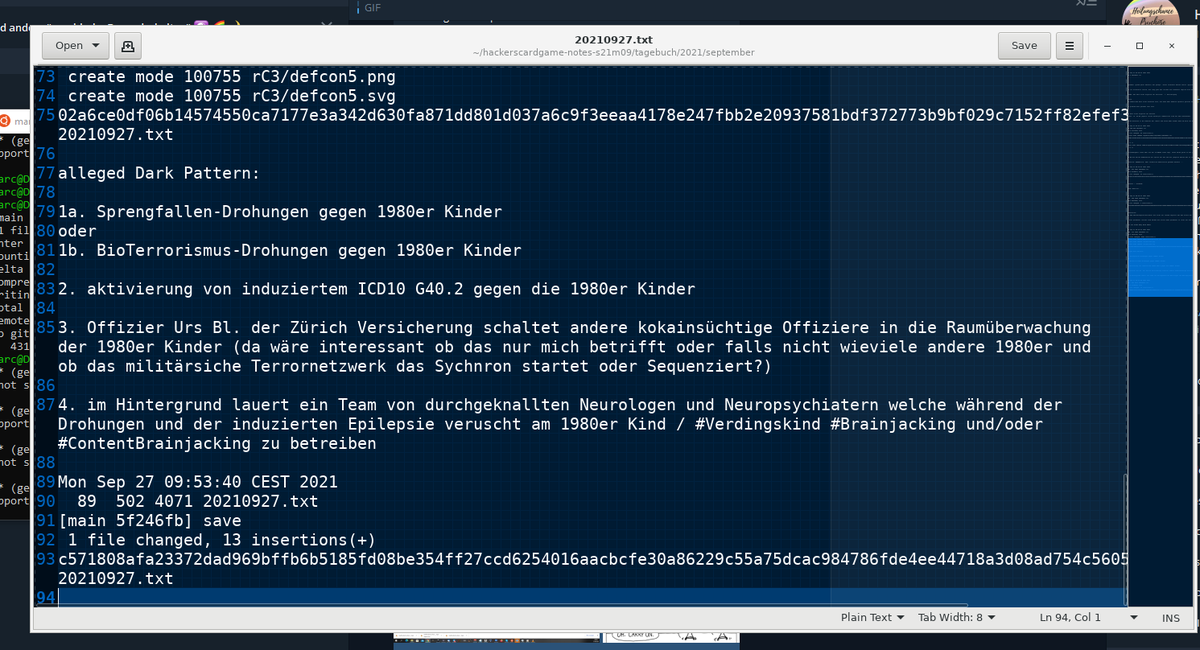 GIF
Open
20210927.txt
~/hackerscardgame-notes-s21m09/tagebuch/2021/september
Save
73 create mode 100755 rC3/defcon5.png
74 create mode 100755 rC3/defcon5.svg
75 02a6ce0df06b14574550ca7177e3a342d630fa871dd801d037a6c9f3eeaa4178e247fbb2e20937581bdf372773b9bf029c7152ff82efef3
20210927.txt
76
77 alleged Dark Pattern:
78
79 1a. Sprengfallen-Drohungen gegen 1980er Kinder
80 oder
81 1b. BioTerrorismus-Drohungen gegen 1980er Kinder
82
83 2. aktivierung von induziertem ICD10 G40.2 gegen die 1980er Kinder
84
85 3. Offizier Urs Bl. der Zürich Versicherung schaltet andere kokainsüchtige Offiziere in die Raumüberwachung
der 1980er Kinder (da wäre interessant ob das nur mich betrifft oder falls nicht wieviele andere 1980er und
ob das militärsiche Terrornetzwerk das Sychnron startet oder Sequenziert?)
86
87 4. im Hintergrund lauert ein Team von durchgeknallten Neurologen und Neuropsychiatern welche während der
Drohungen und der induzierten Epilepsie veruscht am 1980er Kind / #Verdingskind #Brainjacking und/oder
#ContentBrainjacking zu betreiben
88
89 Mon Sep 27 09:53:40 CEST 2021
90   89  502 4071 20210927.txt
91 [main 5f246fb] save
92  1 file changed, 13 insertions(+)
93 c571808afa23372dad969bffb6b5185fd08be354ff27ccd6254016aacbcfe30a86229c55a75dcac984786fde4ee44718a3d08ad754c5605
20210927.txt
94
Plain Text
Tab Width: 8
Ln 94, Col 1
INS